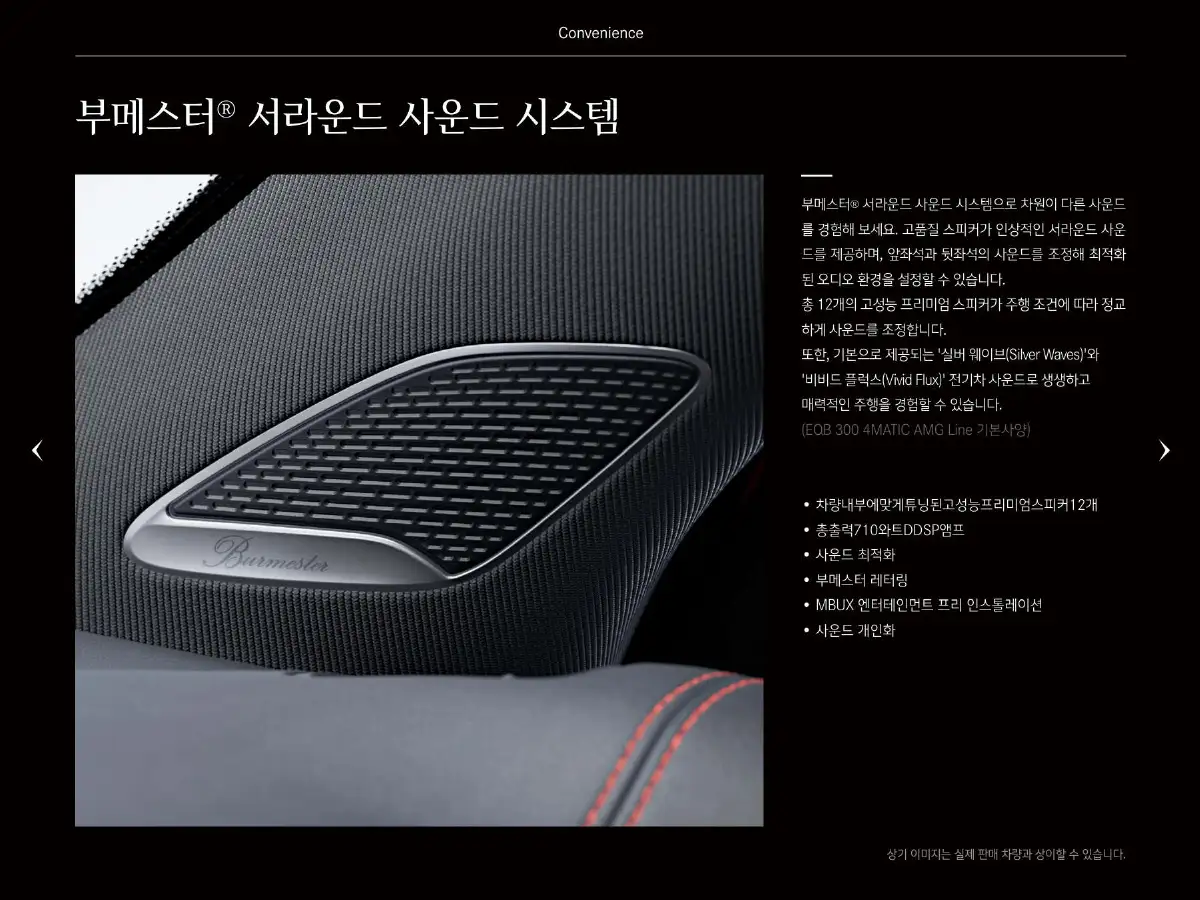 Convenience
부메스터® 서라운드 사운드 시스템
부메스터® 서라운드 사운드 시스템으로 차원이 다른 사운드
를 경험해 보세요. 고품질 스피커가 인상적인 서라운드 사운
드를 제공하며, 앞좌석과 뒷좌석의 사운드를 조정해 최적화
된 오디오 환경을 설정할 수 있습니다.
총 12개의 고성능 프리미엄 스피커가 주행 조건에 따라 정교
하게 사운드를 조정합니다.
또한, 기본으로 제공되는 '실버 웨이브(Silver Waves)'와
'비비드 플럭스(Vivid Flux)' 전기차 사운드로 생생하고
매력적인 주행을 경험할 수 있습니다.
(EQB 300 4MATIC AMG Line 기본사양)
Burmester
• 차량내부에맞게튜닝된고성능프리미엄스피커12개
• 총출력710와트DDSP앰프
• 사운드 최적화
• 부메스터 레터링
• MBUX 엔터테인먼트 프리 인스톨레이션
• 사운드 개인화
상기 이미지는 실제 판매 차량과 상이할 수 있습니다.